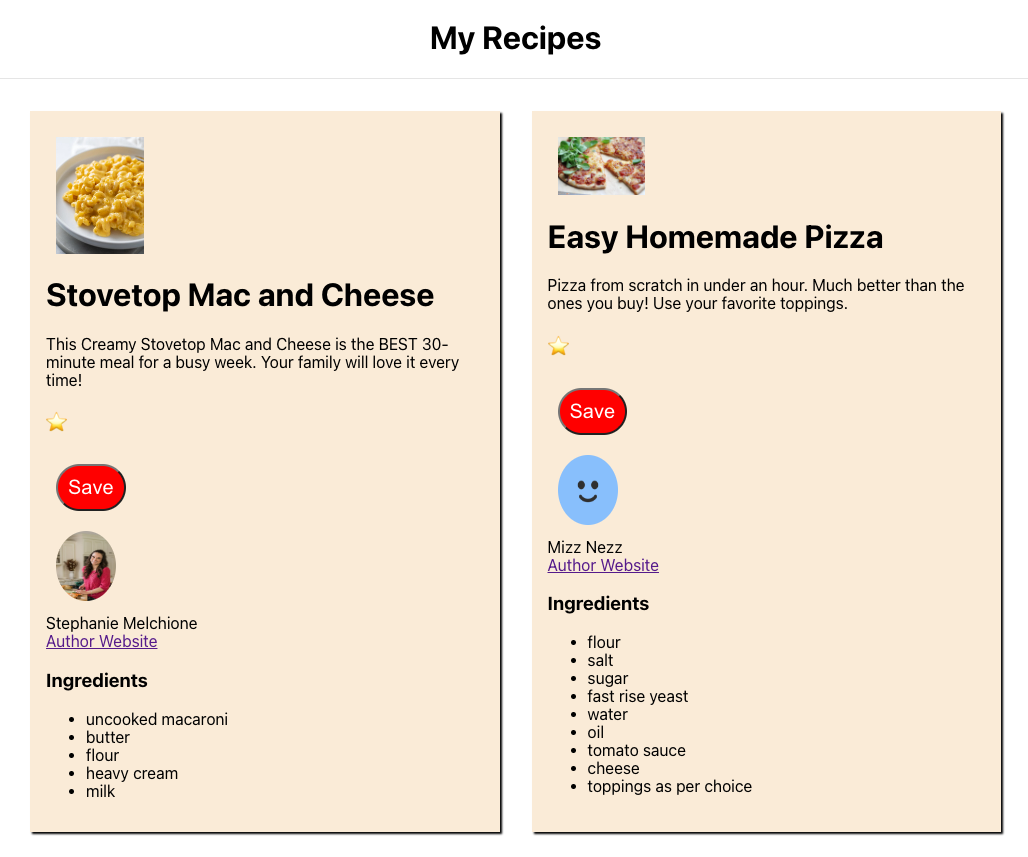 My Recipes
Stovetop Mac and Cheese
This Creamy Stovetop Mac and Cheese is the BEST 30-
minute meal for a busy week. Your family will love it every
time!
Save
Stephanie Melchione
Author Website
Ingredients
uncooked macaroni
butter
flour
heavy cream
milk
Easy Homemade Pizza
Pizza from scratch in under an hour. Much better than the
ones you buy! Use your favorite toppings.
Save
Mizz Nezz
Author Website
Ingredients
flour
salt
sugar
fast rise yeast
water
oil
tomato sauce
cheese
toppings as per choice